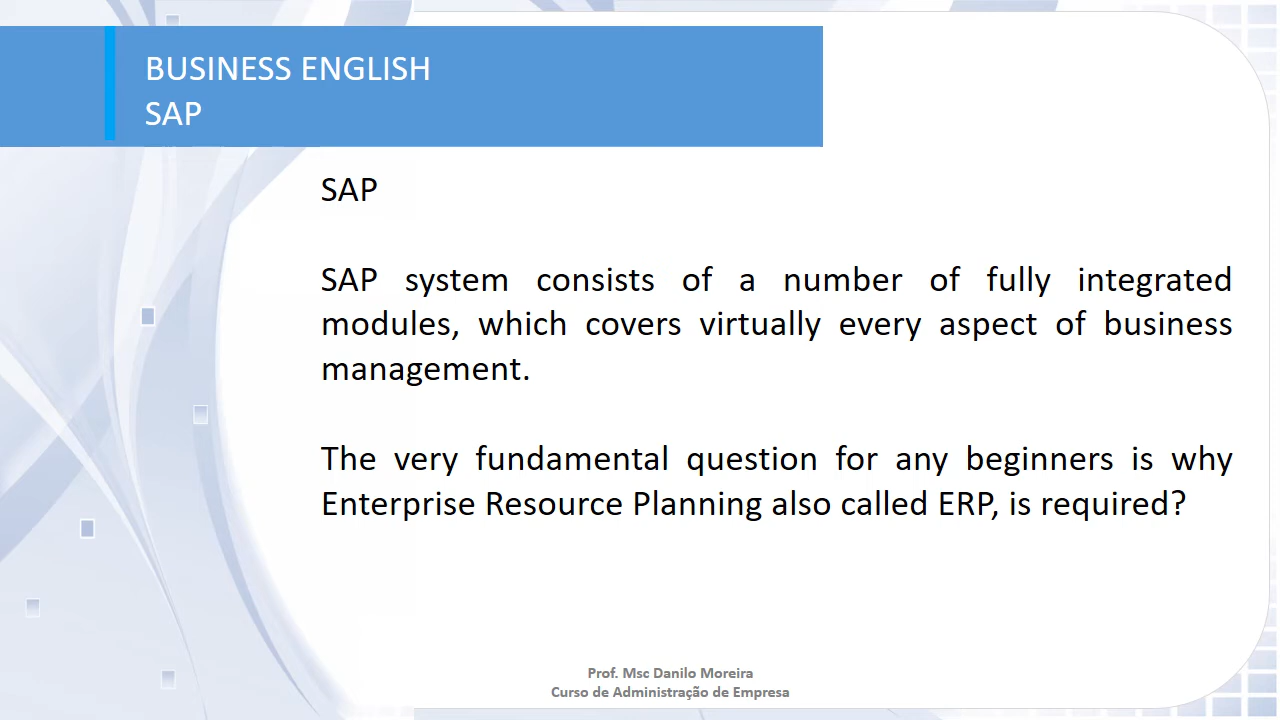 BUSINESS ENGLISH
SAP
SAP
SAP system consists of a number of fully integrated
modules, which covers virtually every aspect of business
management.
The very fundamental question for any beginners is why
Enterprise Resource Planning also called ERP, is required?
Prof. Msc Danilo Moreira
Curso de Administração de Empresa